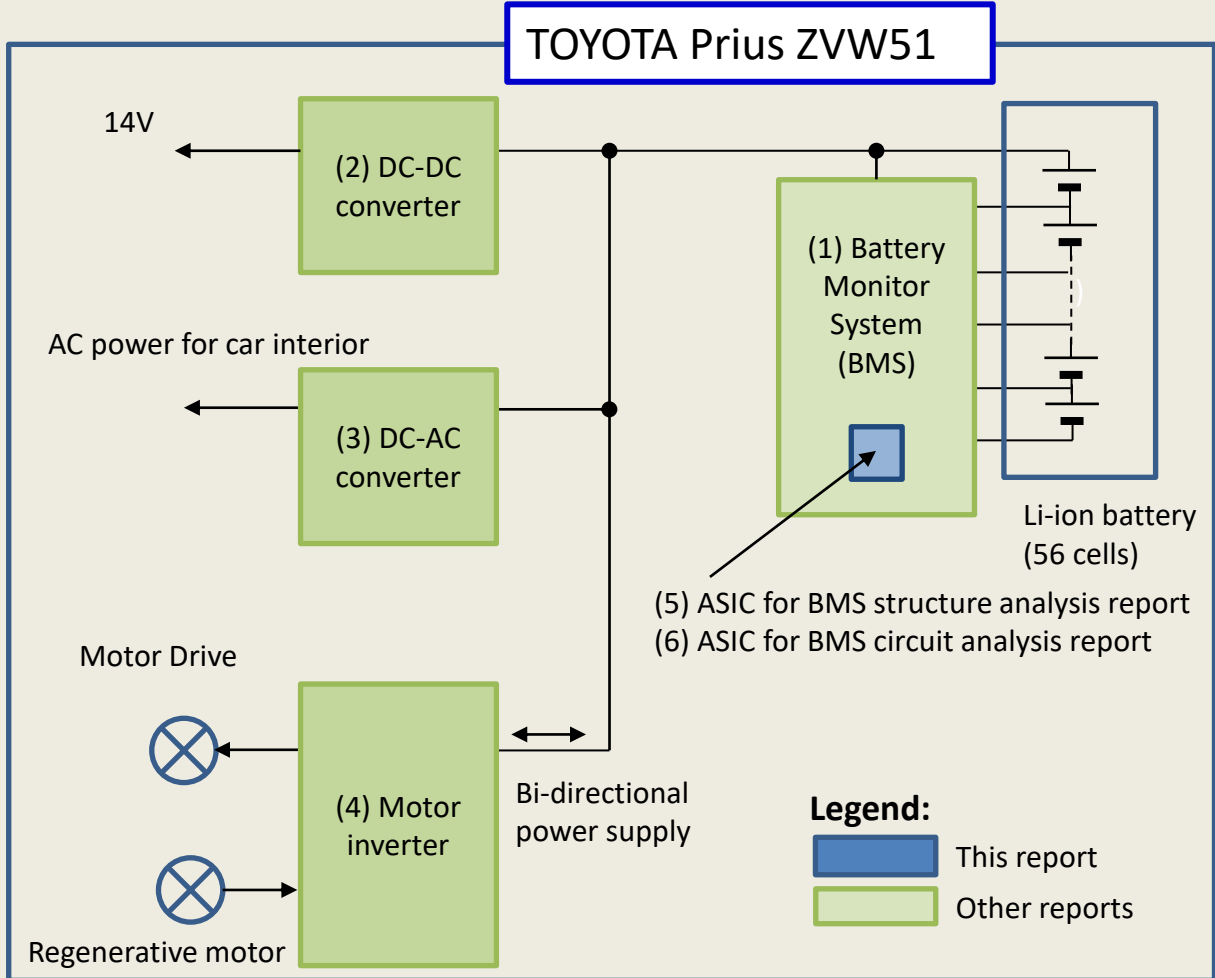 TOYOTA Prius ZVW51
14V
(2) DC-DC
converter
(1) Battery
Monitor
System
(BMS)
AC power for car interior
(3) DC-AC
converter
Li-ion battery
(56 cells)
(5) ASIC for BMS structure analysis report
(6) ASIC for BMS circuit analysis report
Motor Drive
(4) Motor
inverter
Bi-directional
power supply
Regenerative motor
Legend:
This report
Other reports